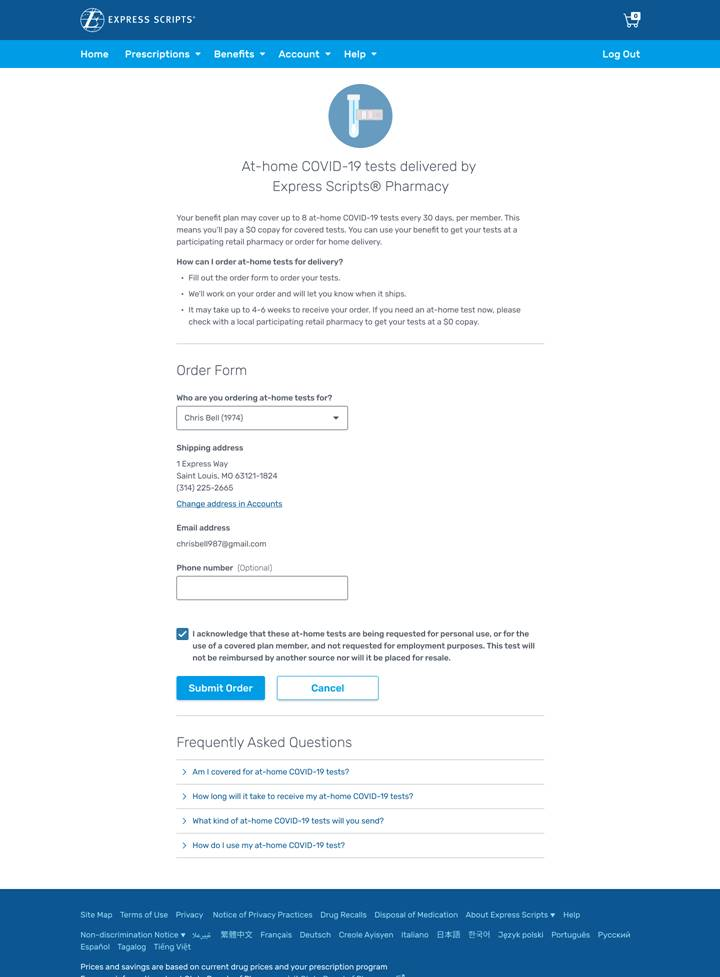 EXPRESS SCRIPTS®
0
Home Prescriptions Benefits Account Help Log Out
At-home COVID-19 tests delivered by
Express Scripts® Pharmacy
Your benefit plan may cover up to 8 at-home COVID-19 tests every 30 days, per member. This
means you'll pay a $0 copay for covered tests. You can use your benefit to get your tests at a
participating retail pharmacy or order for home delivery.
How can I order at-home tests for delivery?
• Fill out the order form to order your tests.
• We'll work on your order and will let you know when it ships.
• It may take up to 4-6 weeks to receive your order. If you need an at-home test now, please
check with a local participating retail pharmacy to get your tests at a $0 copay.
Order Form
Who are you ordering at-home tests for?
Chris Bell (1974)
Shipping address
1 Express Way
Saint Louis, MO 63121-1824
(314) 225-2665
Change address in Accounts
Email address
chrisbell987@gmail.com
Phone number (Optional)
I acknowledge that these at-home tests are being requested for personal use, or for the
use of a covered plan member, and not requested for employment purposes. This test will
not be reimbursed by another source nor will it be placed for resale.
Submit Order Cancel
Frequently Asked Questions
Am I covered for at-home COVID-19 tests?
How long will it take to receive my at-home COVID-19 tests?
What kind of at-home COVID-19 tests will you send?
How do I use my at-home COVID-19 test?
Site Map Terms of Use Privacy Notice of Privacy Practices Drug Recalls Disposal of Medication About Express Scripts ▼ Help
Non-discrimination Notice ▼ 繁體中文 Français Deutsch Creole Ayisyen Italiano 日本語 한국어 Język polski Português Русский
Español Tagalog Tiếng Việt
Prices and savings are based on current drug prices and your prescription program